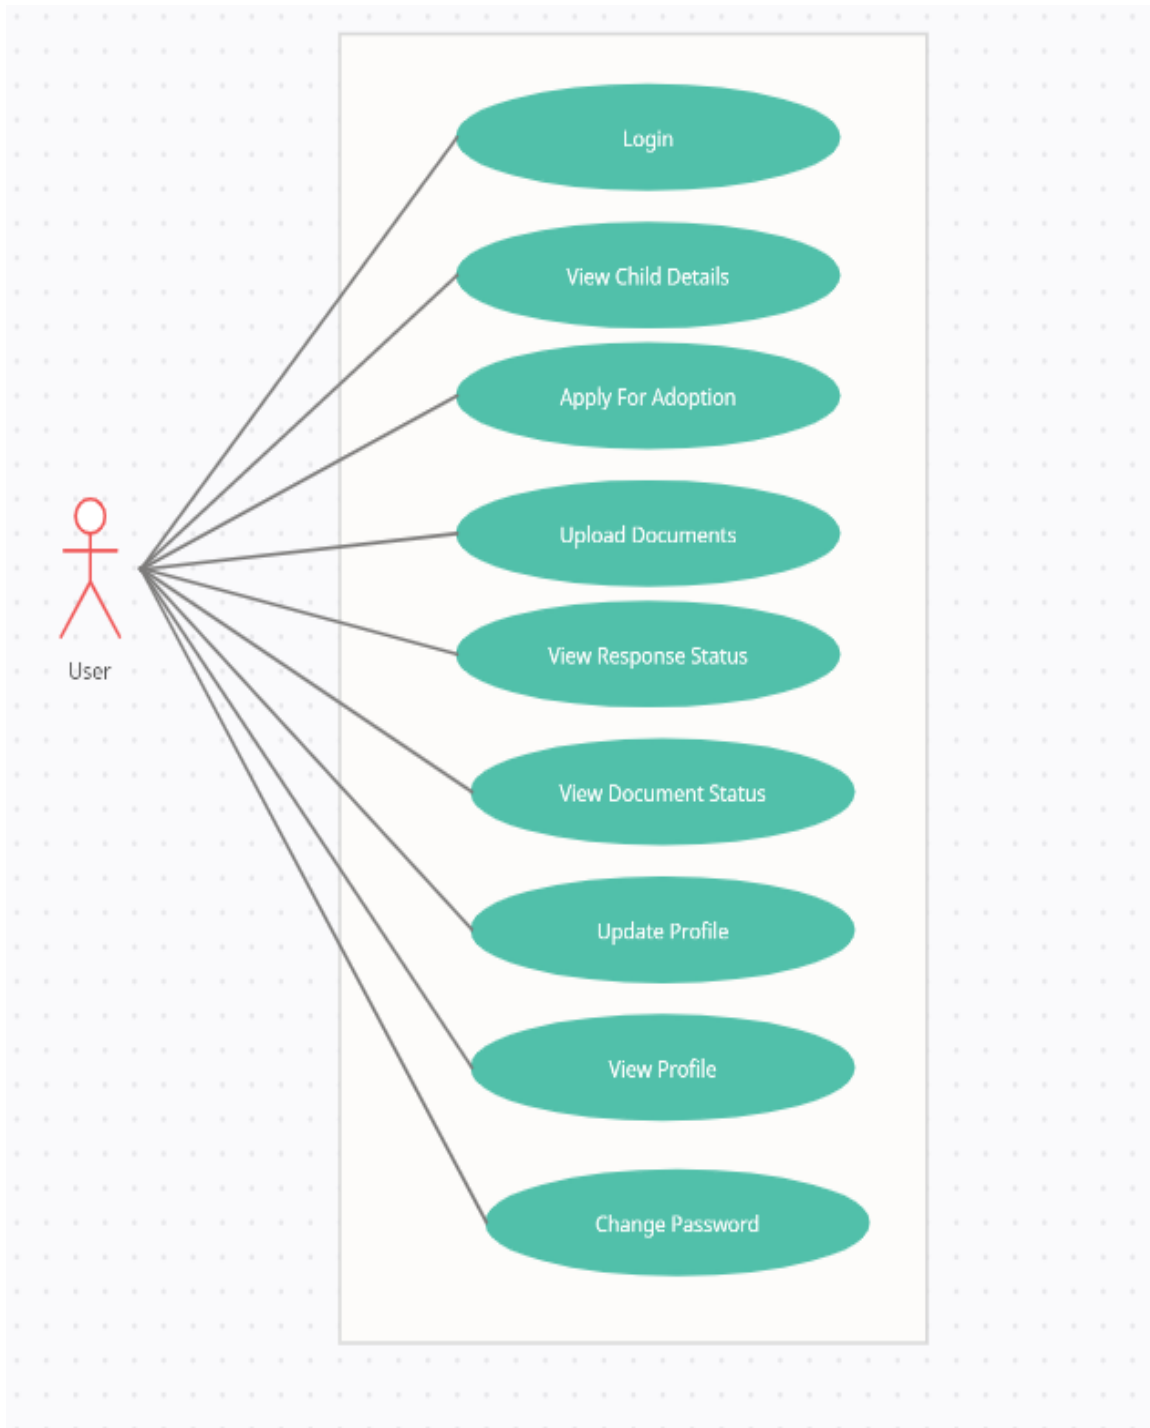 Login
View Child Details
Apply For Adoption
Upload Documents
View Response Status
User
View Document Status
Update Profile
View Profile
Change Password